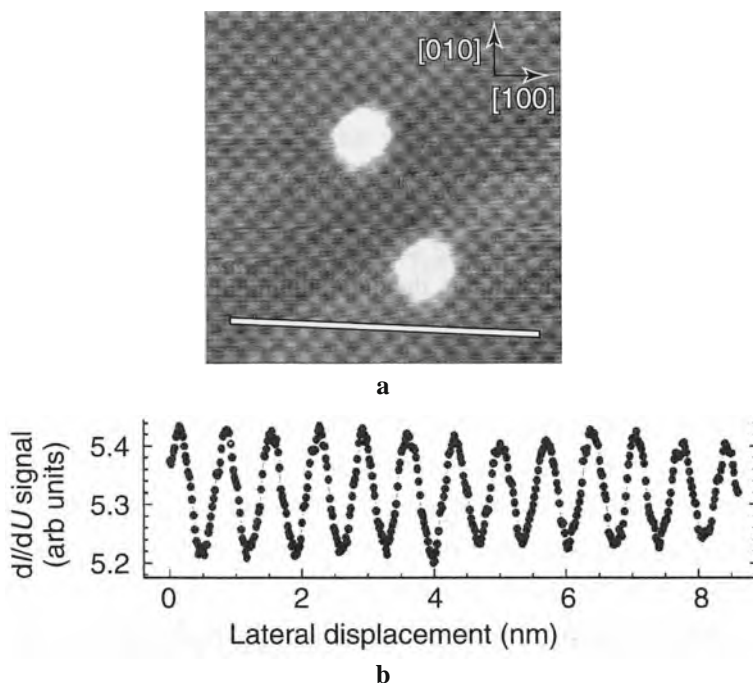 [010]
[100]
a
5.4
5.3
5.2
dI/dU signal
(arb units)
0 2 4 6 8
Lateral displacement (nm)
b